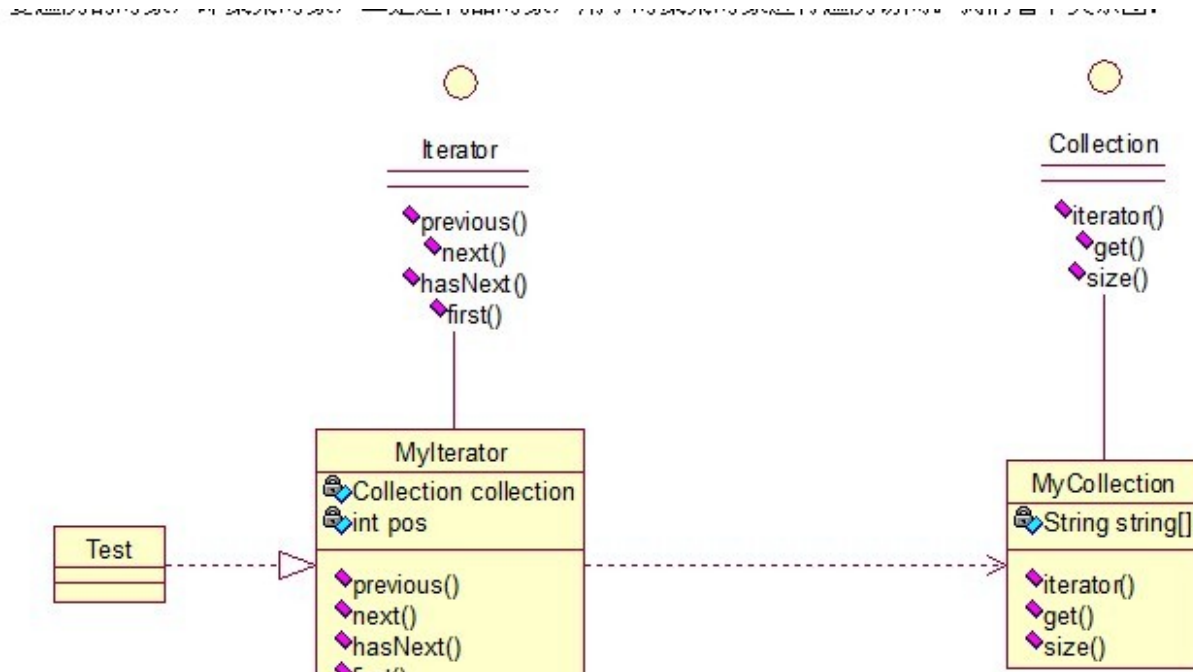 Iterator
previous()
next()
hasNext()
first()
Collection
iterator()
get()
size()
MyIterator
Collection collection
int pos
previous()
next()
hasNext()
Test
MyCollection
String string[]
iterator()
get()
size()